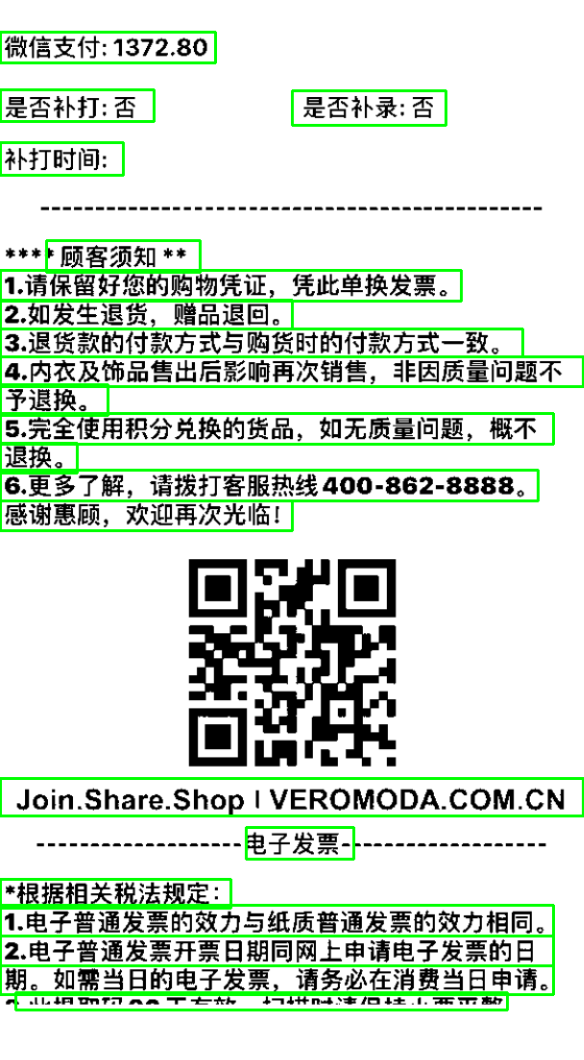 微信支付: 1372.80
是否补打: 否 是否补录: 否
补打时间:
**** 顾客须知 **
1.请保留好您的购物凭证，凭此单换发票。
2.如发生退货，赠品退回。
3.退货款的付款方式与购货时的付款方式一致。
4.内衣及饰品售出后影响再次销售，非因质量问题不
予退换。
5.完全使用积分兑换的货品，如无质量问题，概不
退换。
6.更多了解，请拨打客服热线400-862-8888。
感谢惠顾，欢迎再次光临!
Join.Share.Shop | VEROMODA.COM.CN
------------------电子发票------------------
*根据相关税法规定：
1.电子普通发票的效力与纸质普通发票的效力相同。
2.电子普通发票开票日期同网上申请电子发票的日
期。如需当日的电子发票，请务必在消费当日申请。